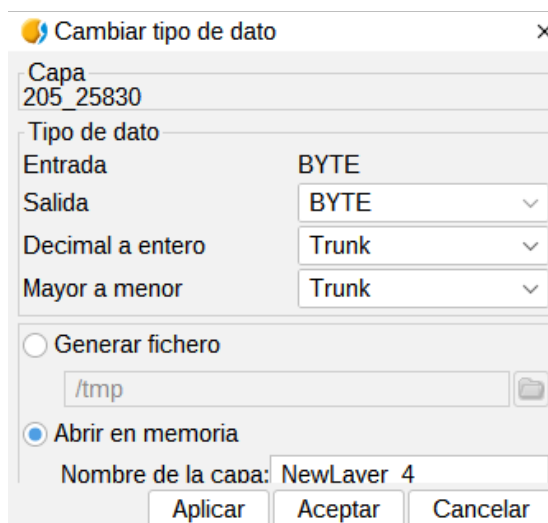 Cambiar tipo de dato
Capa
205_25830
Tipo de dato
Entrada BYTE
Salida BYTE
Decimal a entero Trunk
Mayor a menor Trunk
Generar fichero
/tmp
Abrir en memoria
Nombre de la capa: NewLayer_4
Aplicar Aceptar Cancelar